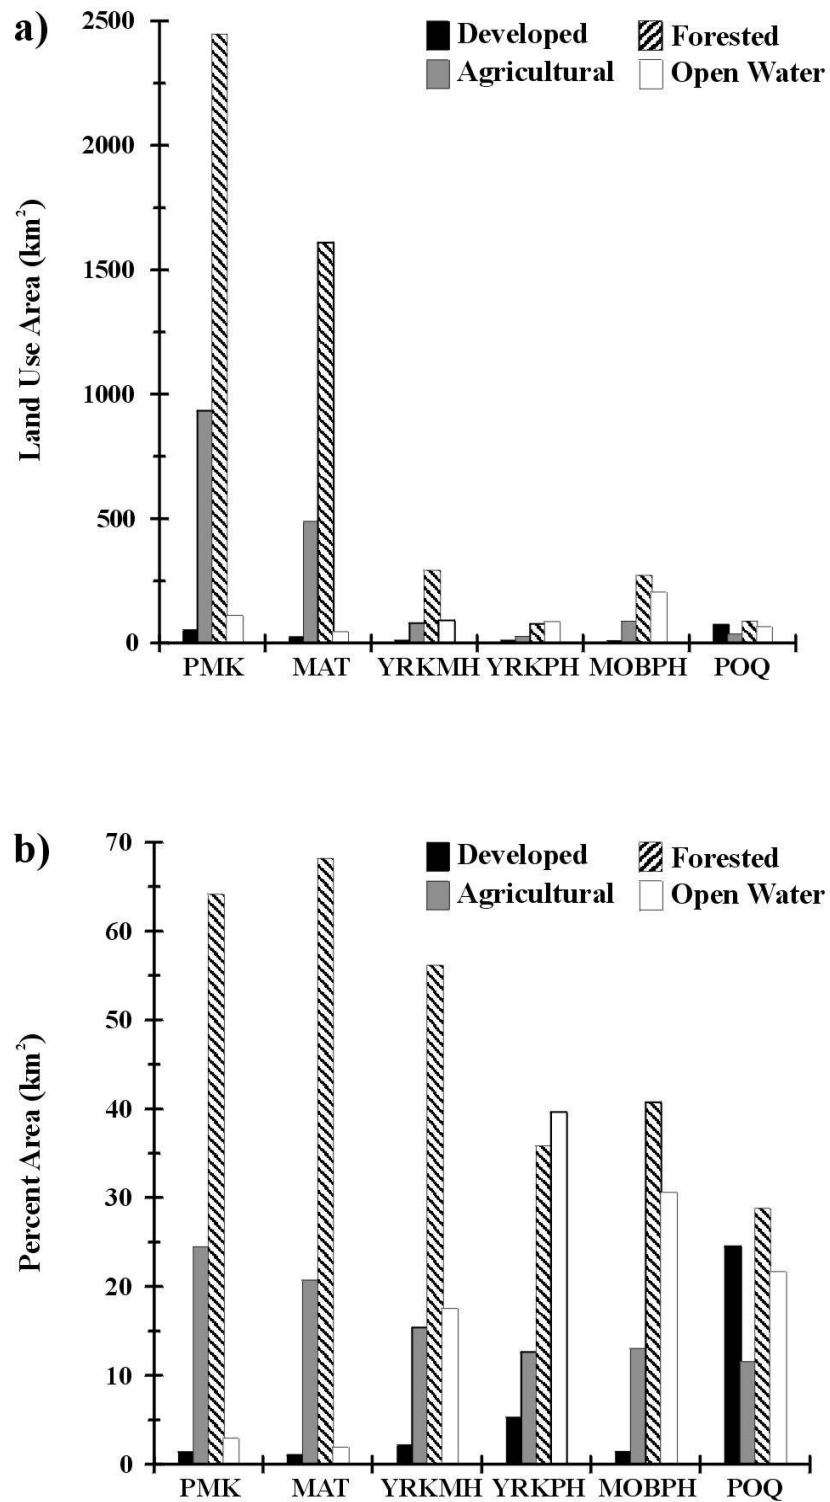 a)
Developed Forested
Agricultural Open Water
Land Use Area (km²)
2500
2000
1500
1000
500
0
PMK MAT YRKMH YRKPH MOBPH POQ
b)
Developed Forested
Agricultural Open Water
Percent Area (km²)
70
60
50
40
30
20
10
0
PMK MAT YRKMH YRKPH MOBPH POQ